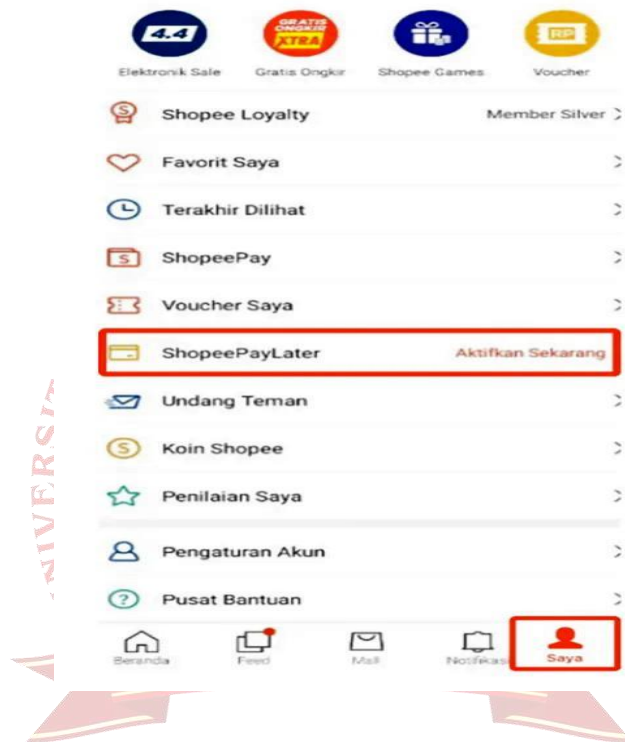 4.4
GRATIS
ONGKIR
XTRA
RP
Elektronik Sale
Gratis Ongkir
Shopee Games
Voucher
S
Shopee Loyalty
Member Silver
Favorit Saya
Terakhir Dilihat
S
ShopeePay
Voucher Saya
ShopeePayLater
Aktifkan Sekarang
Undang Teman
S
Koin Shopee
Penilaian Saya
Pengaturan Akun
?
Pusat Bantuan
Beranda
Feed
Mall
Notifikasi
Saya